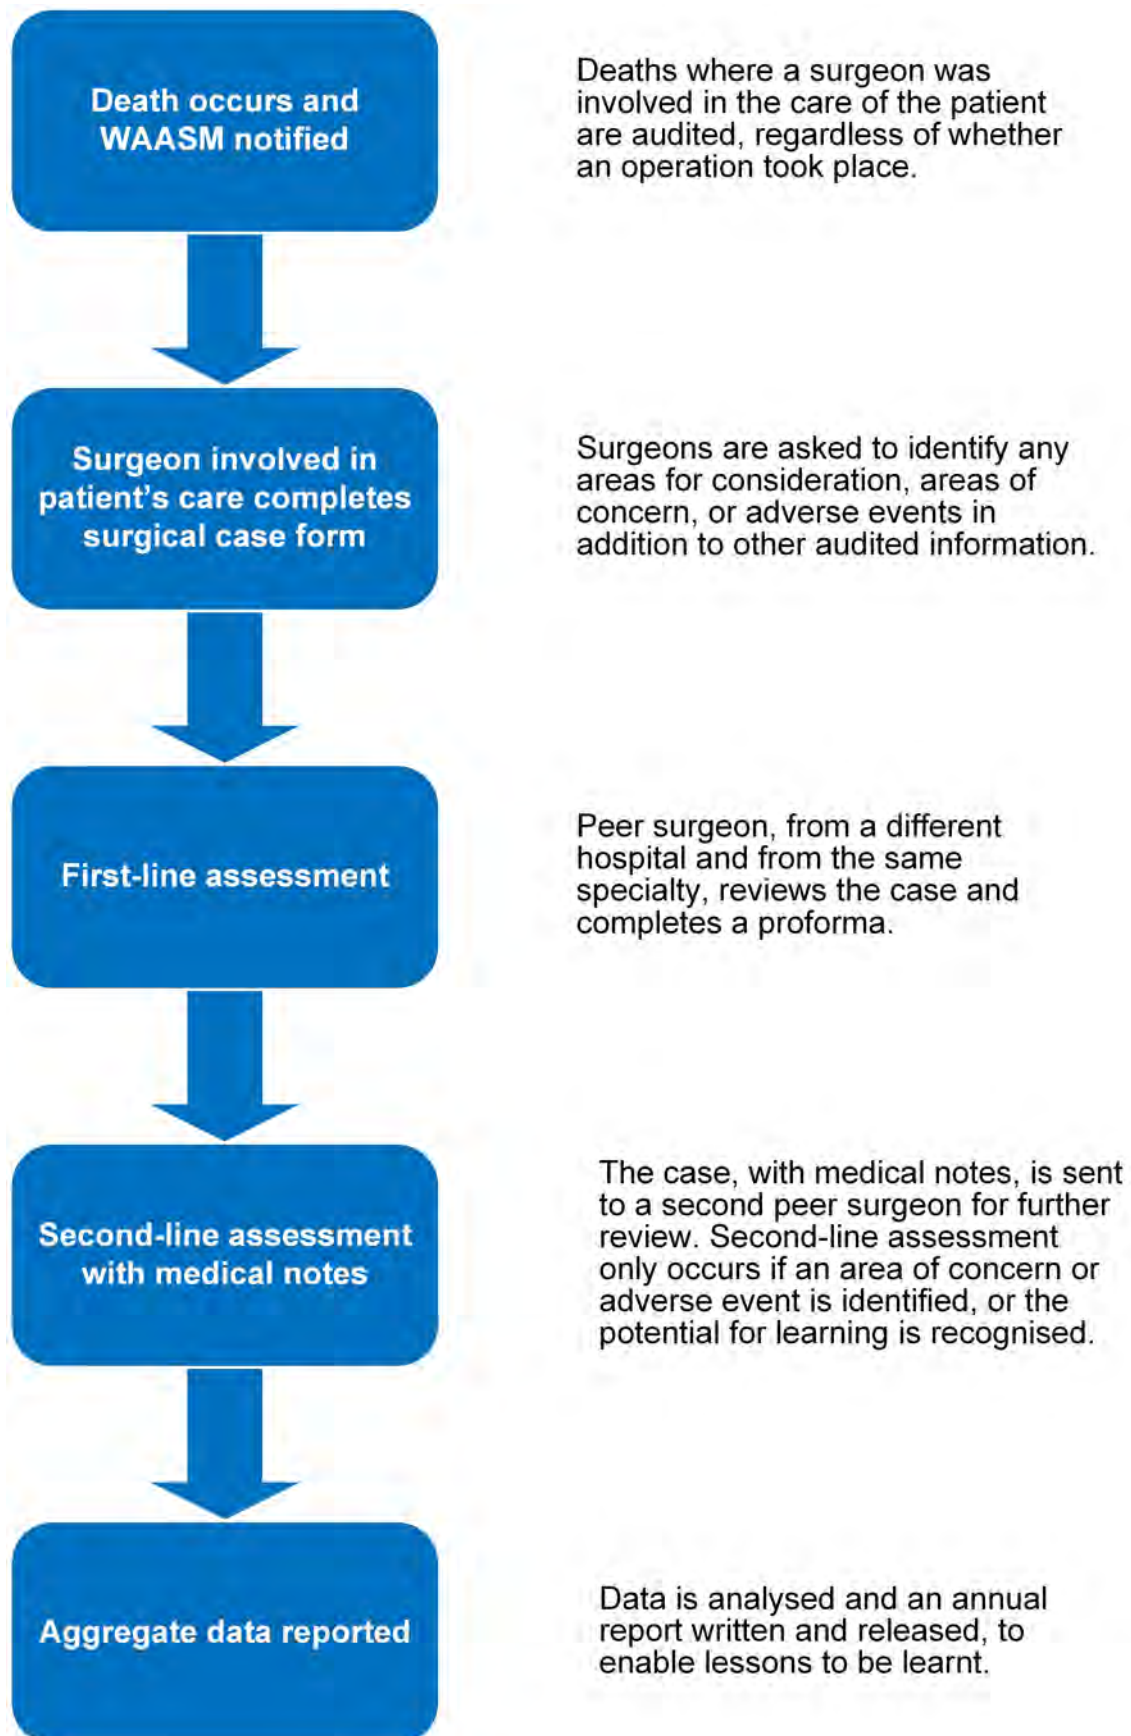 Death occurs and
WAASM notified
Deaths where a surgeon was
involved in the care of the patient
are audited, regardless of whether
an operation took place.
Surgeon involved in
patient's care completes
surgical case form
Surgeons are asked to identify any
areas for consideration, areas of
concern, or adverse events in
addition to other audited information.
First-line assessment
Peer surgeon, from a different
hospital and from the same
specialty, reviews the case and
completes a proforma.
Second-line assessment
with medical notes
The case, with medical notes, is sent
to a second peer surgeon for further
review. Second-line assessment
only occurs if an area of concern or
adverse event is identified, or the
potential for learning is recognised.
Aggregate data reported
Data is analysed and an annual
report written and released, to
enable lessons to be learnt.